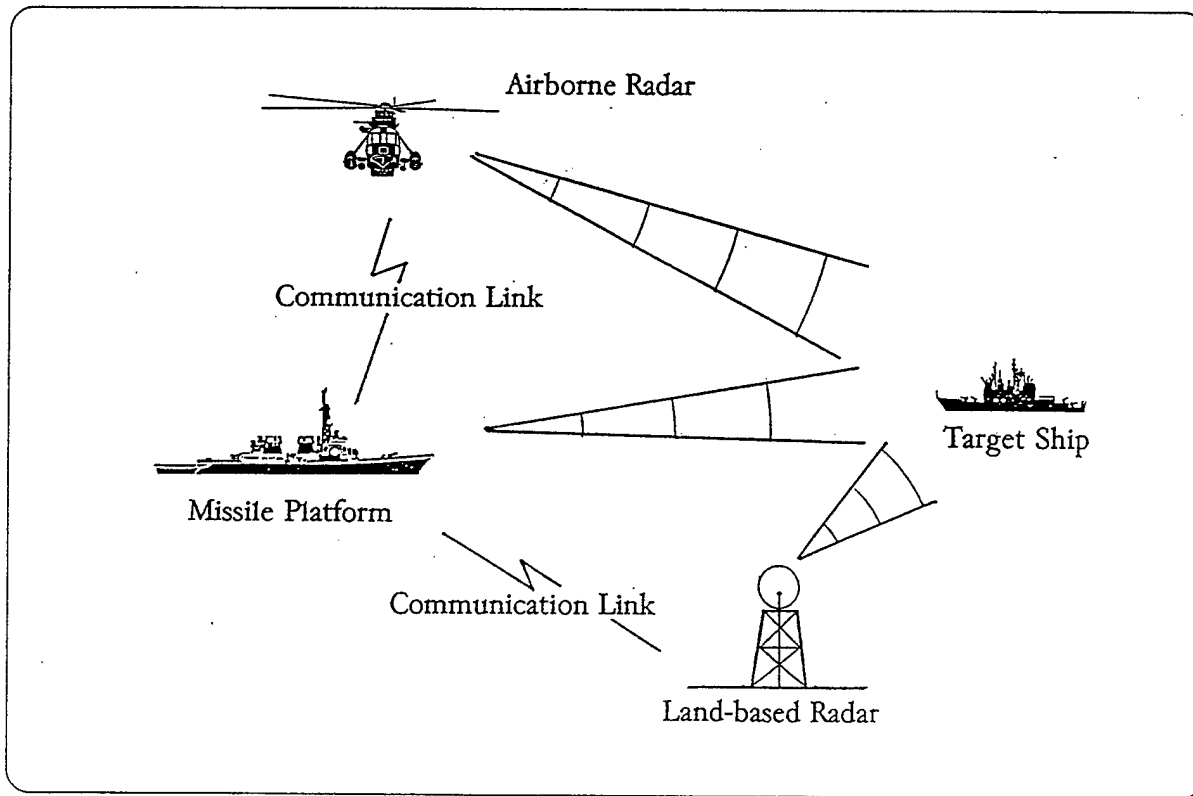 Airborne Radar
Communication Link
Target Ship
Missile Platform
Communication Link
Land-based Radar